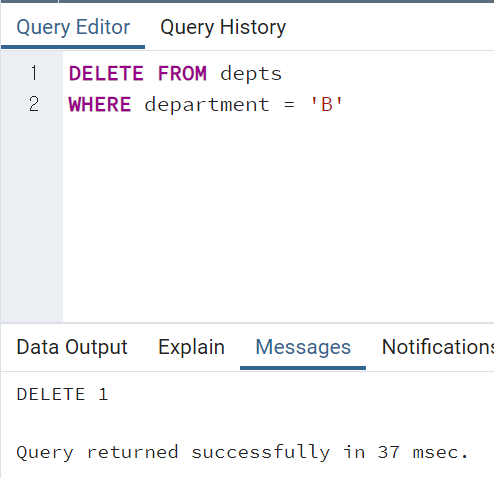 Query Editor Query History
1 DELETE FROM depts
2 WHERE department = 'B'
Data Output Explain Messages Notifications
DELETE 1
Query returned successfully in 37 msec.